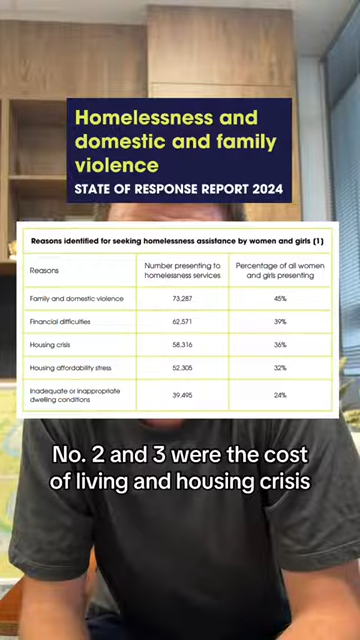 Homelessness and
domestic and family
violence
STATE OF RESPONSE REPORT 2024
Reasons identified for seeking homelessness assistance by women and girls (1)
Reasons
Number presenting to
homelessness services
Percentage of all women
and girls presenting
Family and domestic violence 73,287 45%
Financial difficulties 62,571 39%
Housing crisis 58,316 36%
Housing affordability stress 52,305 32%
Inadequate or inappropriate
dwelling conditions 39,495 24%
No. 2 and 3 were the cost
of living and housing crisis